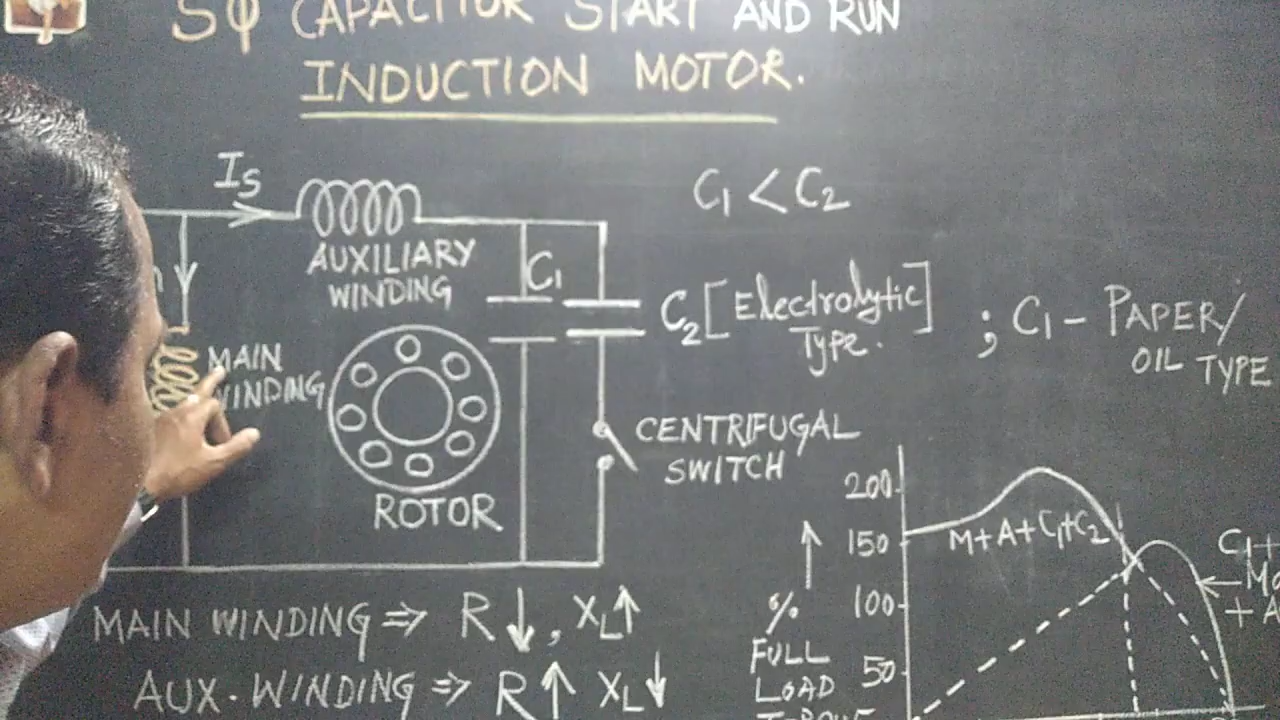 Sφ CAPACITOR START AND RUN
INDUCTION MOTOR.
IS
AUXILIARY
WINDING
C1
C1 < C2
C2 [Electrolytic
Type.]
; C1 - PAPER/
OIL TYPE
MAIN
WINDING
ROTOR
CENTRIFUGAL
SWITCH
200
150
100
50
M+A+C1+C2
C1+
+A
%
FULL
LOAD
MAIN WINDING ⇒ R↓, XL↑
AUX. WINDING ⇒ R↑ XL↓